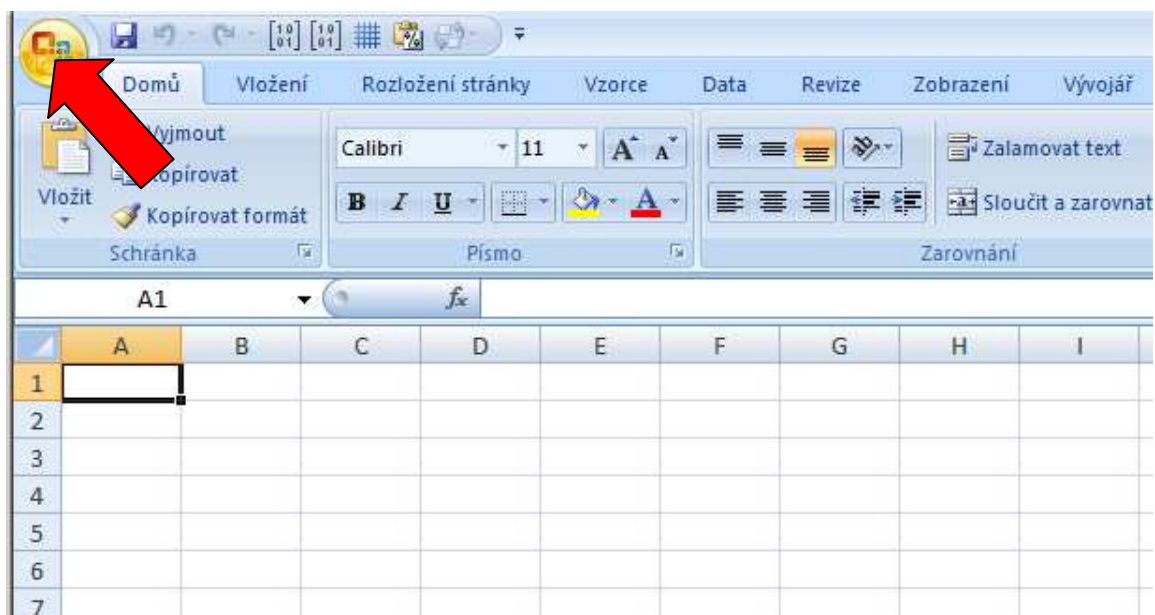 Domů Vložení Rozložení stránky Vzorce Data Revize Zobrazení Vývojář
Vyjmout Calibri 11 A A Zalamovat text
Kopírovat
Vložit B I U A Sloučit a zarovnat
Kopírovat formát
Schránka Písmo Zarovnání
A1 fx
A B C D E F G H I
1
2
3
4
5
6
7